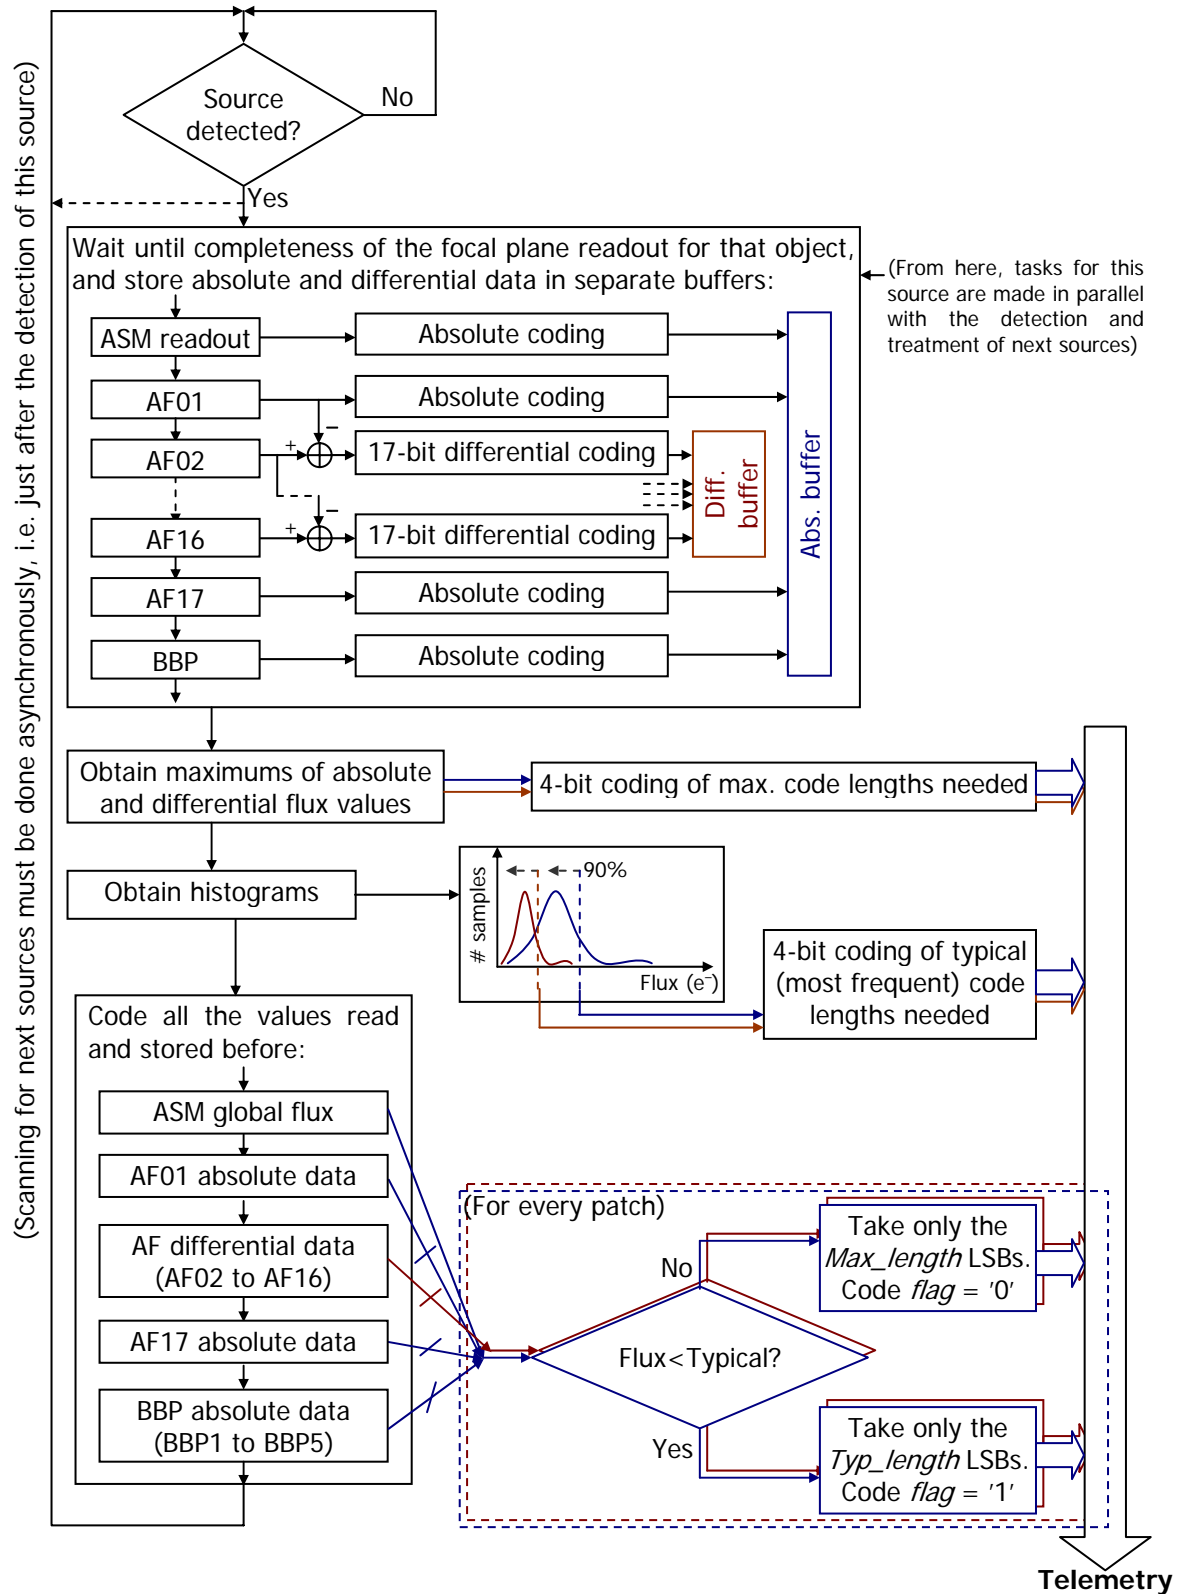 (Scanning for next sources must be done asynchronously, i.e. just after the detection of this source)
Source
detected?
No
Yes
Wait until completeness of the focal plane readout for that object,
and store absolute and differential data in separate buffers:
(From here, tasks for this
source are made in parallel
with the detection and
treatment of next sources)
ASM readout
Absolute coding
AF01
Absolute coding
−
AF02
+
17-bit differential coding
−
AF16
+
17-bit differential coding
Diff.
buffer
Abs. buffer
AF17
Absolute coding
BBP
Absolute coding
Obtain maximums of absolute
and differential flux values
4-bit coding of max. code lengths needed
Obtain histograms
# samples
90%
Flux (e⁻)
4-bit coding of typical
(most frequent) code
lengths needed
Code all the values read
and stored before:
ASM global flux
AF01 absolute data
AF differential data
(AF02 to AF16)
AF17 absolute data
BBP absolute data
(BBP1 to BBP5)
(For every patch)
Flux<Typical?
No
Take only the
Max_length LSBs.
Code flag = '0'
Yes
Take only the
Typ_length LSBs.
Code flag = '1'
Telemetry